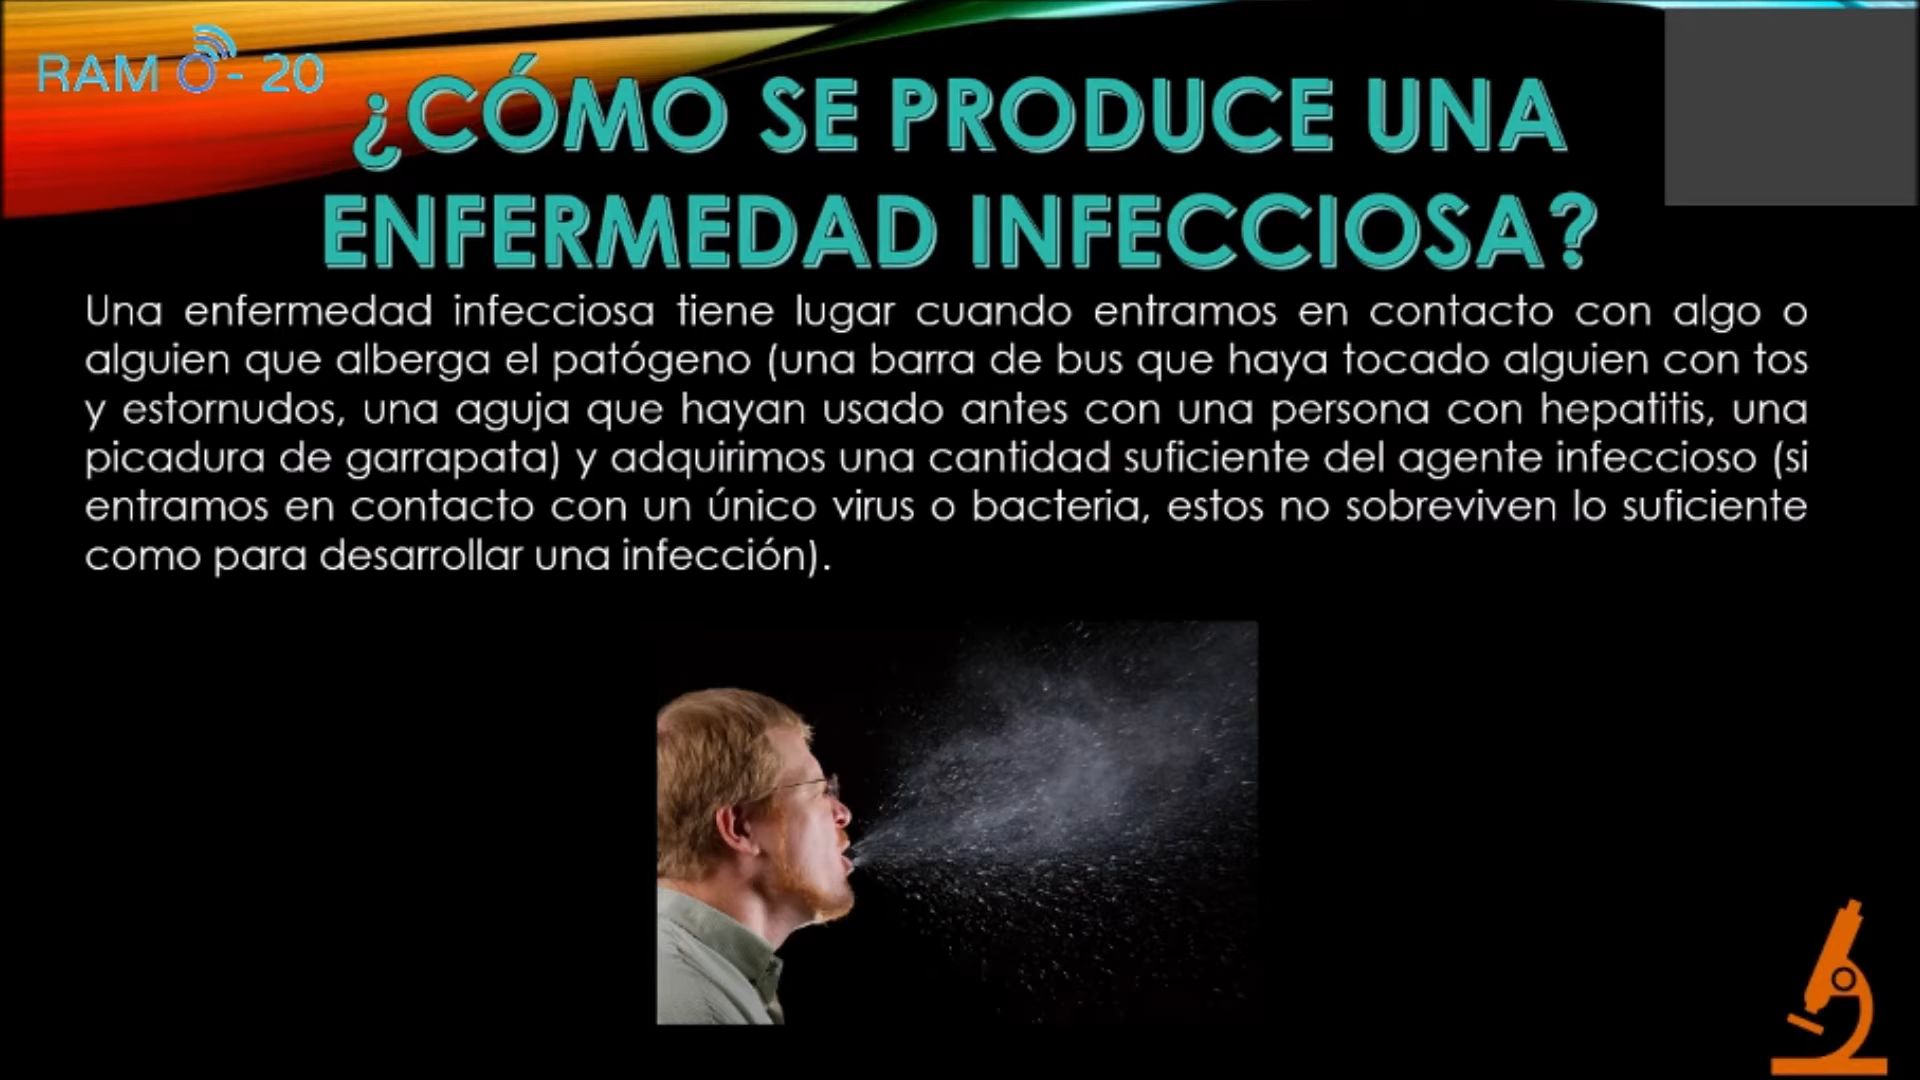 RAM O - 20
¿CÓMO SE PRODUCE UNA
ENFERMEDAD INFECCIOSA?
Una enfermedad infecciosa tiene lugar cuando entramos en contacto con algo o
alguien que alberga el patógeno (una barra de bus que haya tocado alguien con tos
y estornudos, una aguja que hayan usado antes con una persona con hepatitis, una
picadura de garrapata) y adquirimos una cantidad suficiente del agente infeccioso (si
entramos en contacto con un único virus o bacteria, estos no sobreviven lo suficiente
como para desarrollar una infección).